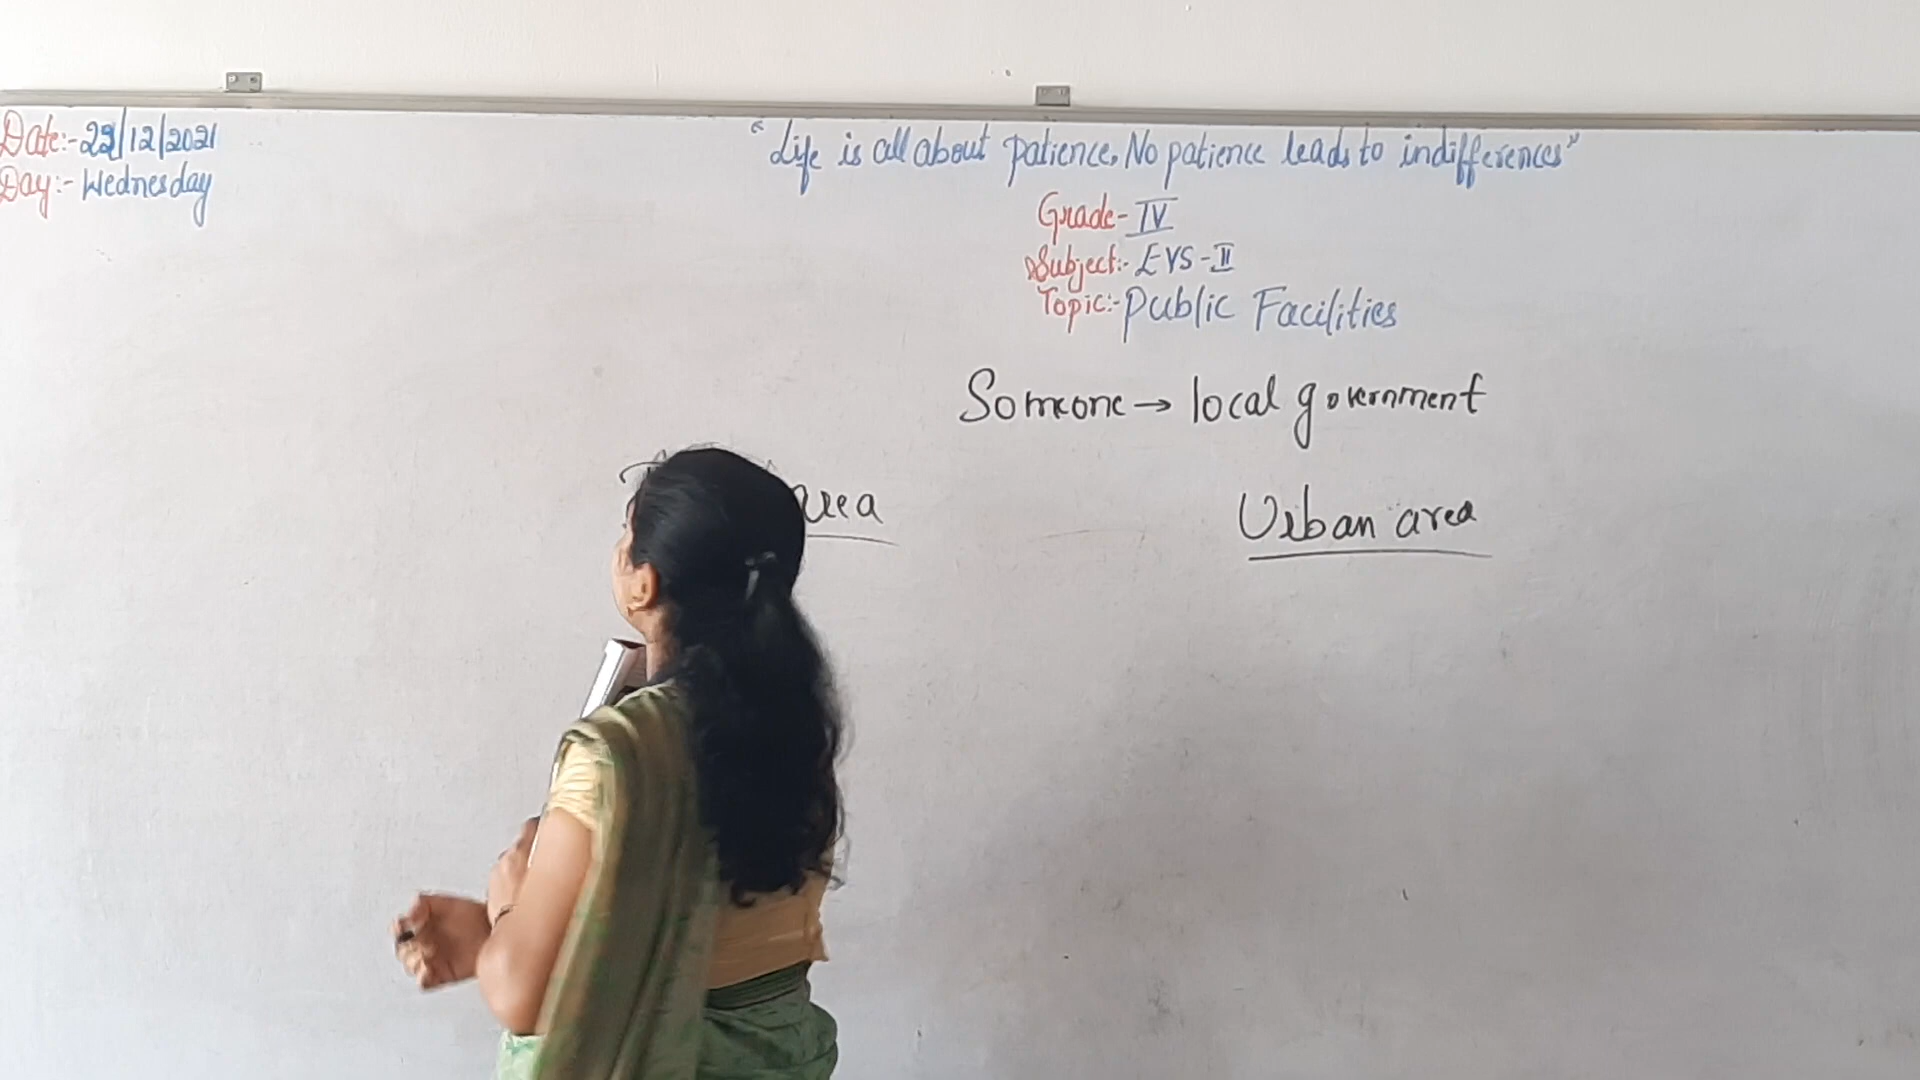 Date:- 22/12/2021
Day:- Wednesday
"Life is all about patience. No patience leads to indifferences"
Grade- IV
Subject:- EVS-II
Topic:- Public Facilities
Someone → local government
area
Urban area